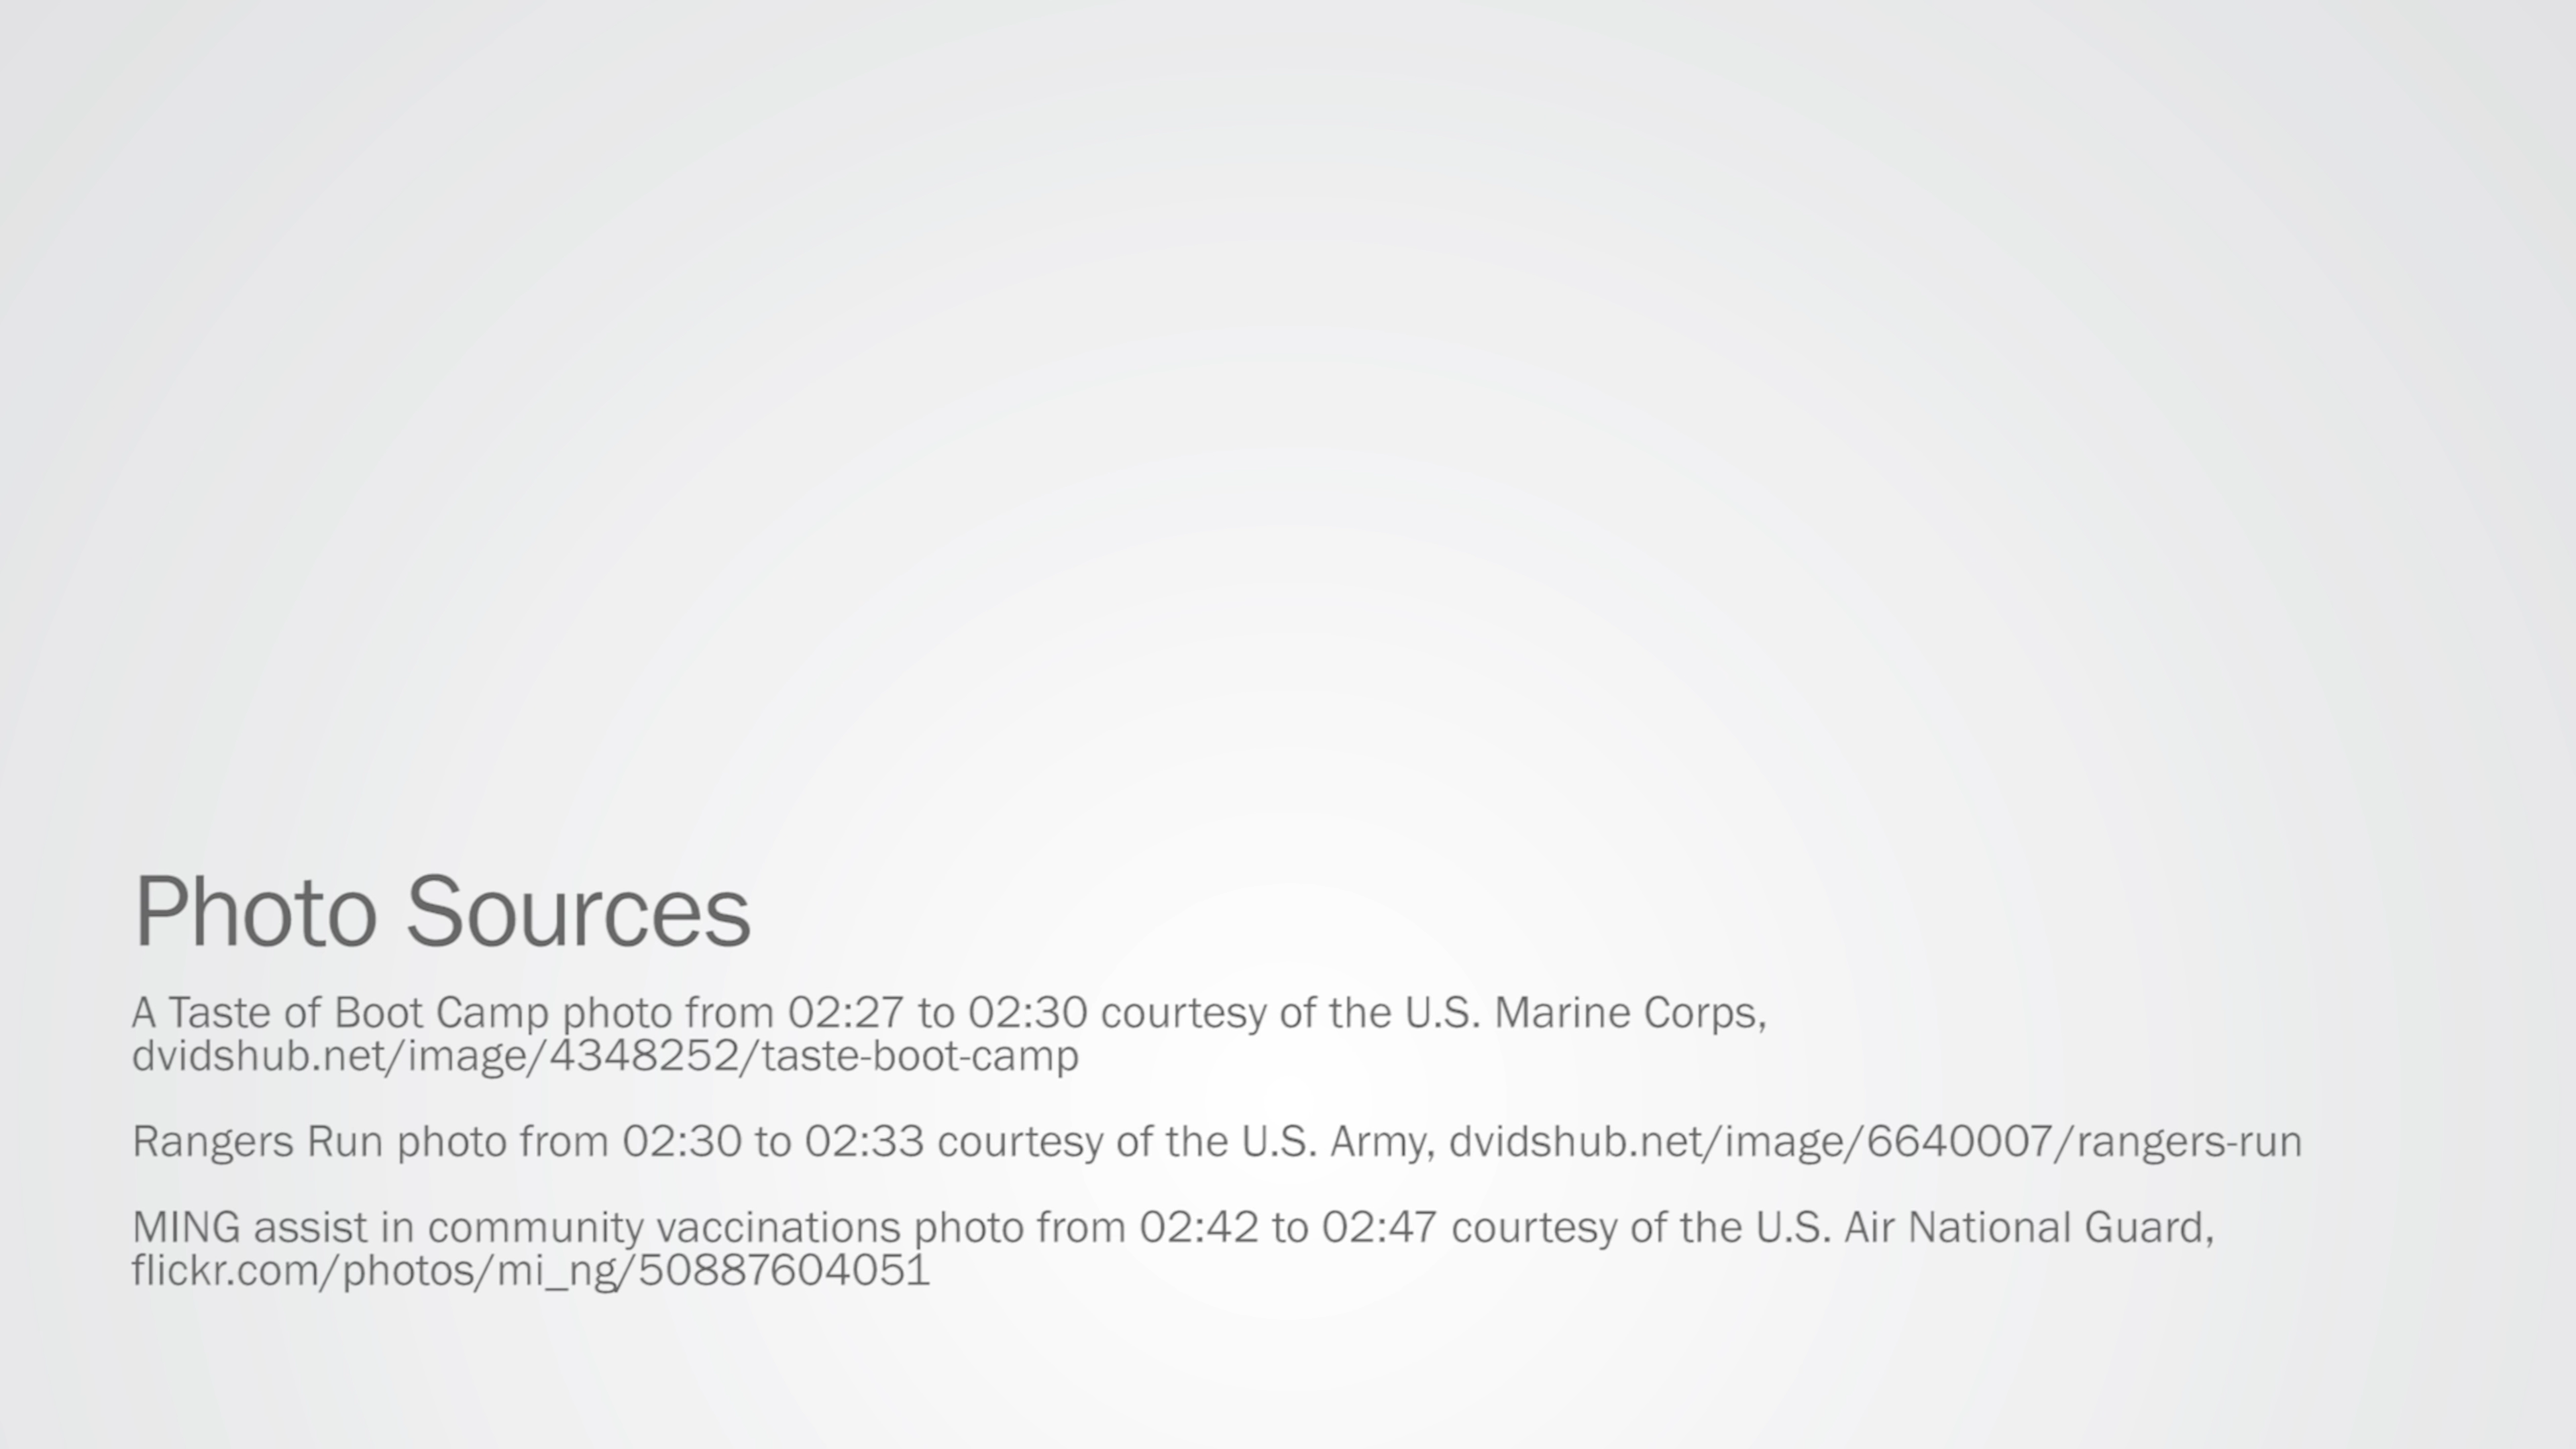 Photo Sources
A Taste of Boot Camp photo from 02:27 to 02:30 courtesy of the U.S. Marine Corps,
dvidshub.net/image/4348252/taste-boot-camp
Rangers Run photo from 02:30 to 02:33 courtesy of the U.S. Army, dvidshub.net/image/6640007/rangers-run
MING assist in community vaccinations photo from 02:42 to 02:47 courtesy of the U.S. Air National Guard,
flickr.com/photos/mi_ng/50887604051